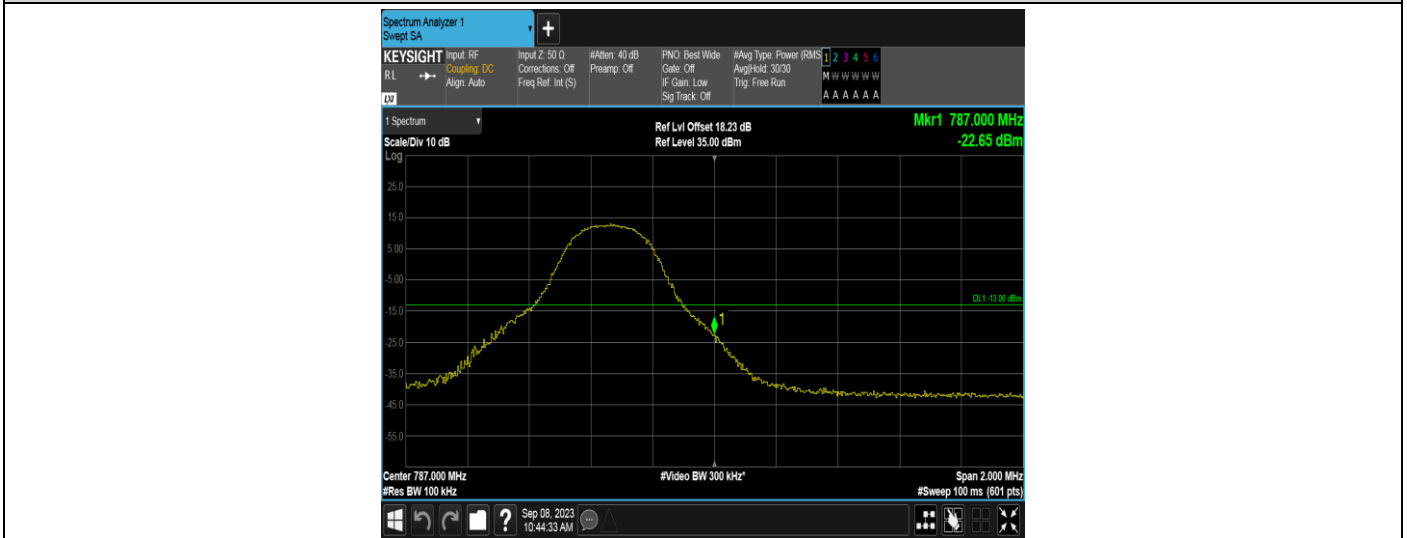 Spectrum Analyzer 1
Swept SA
+
KEYSIGHT
RL
LXI
Input: RF
Coupling: DC
Align: Auto
Input Z: 50 Ω
Corrections: Off
Freq Ref: Int (S)
#Atten: 40 dB
Preamp: Off
PNO: Best Wide
Gate: Off
IF Gain: Low
Sig Track: Off
#Avg Type: Power (RMS
Avg|Hold: 30/30
Trig: Free Run
1 2 3 4 5 6
M W W W W W
A A A A A A
1 Spectrum
Scale/Div 10 dB
Ref Lvl Offset 18.23 dB
Ref Level 35.00 dBm
Mkr1 787.000 MHz
-22.65 dBm
Log
25.0
15.0
5.00
-5.00
DL1 -13.00 dBm
-15.0
1
-25.0
-35.0
-45.0
-55.0
Center 787.000 MHz
#Video BW 300 kHz*
Span 2.000 MHz
#Res BW 100 kHz
#Sweep 100 ms (601 pts)
?
Sep 08, 2023
10:44:33 AM